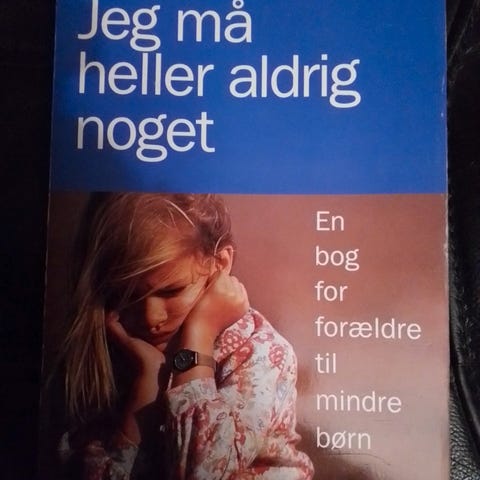 Jeg må
heller aldrig
noget
En
bog
for
forældre
til
mindre
børn